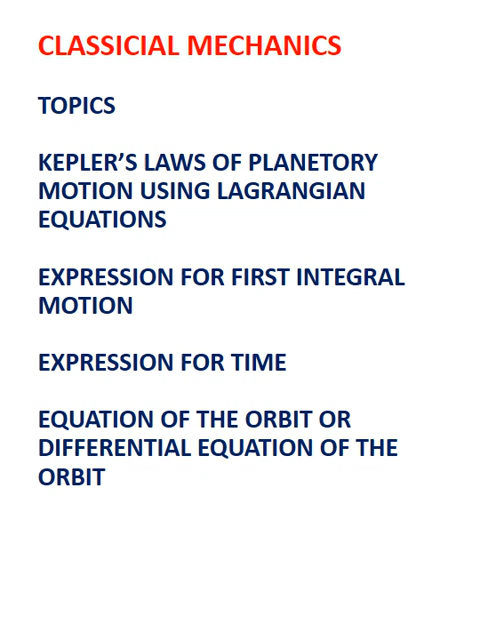 CLASSICIAL MECHANICS
TOPICS
KEPLER’S LAWS OF PLANETORY
MOTION USING LAGRANGIAN
EQUATIONS
EXPRESSION FOR FIRST INTEGRAL
MOTION
EXPRESSION FOR TIME
EQUATION OF THE ORBIT OR
DIFFERENTIAL EQUATION OF THE
ORBIT